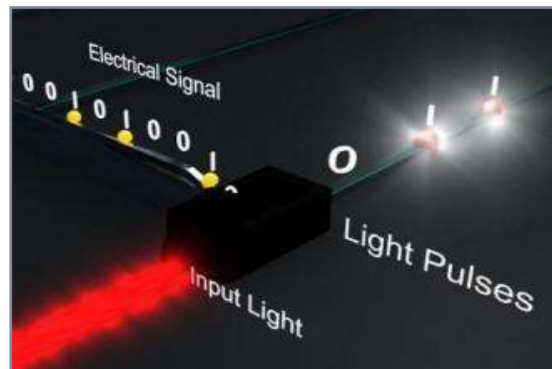 Electrical Signal
0 0 1 0 1 0 0 1
0 1 1
Light Pulses
Input Light